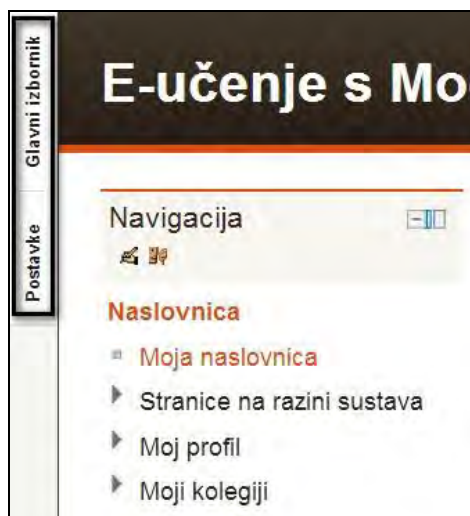 Glavni izbornik
Postavke
E-učenje s Mo
Navigacija
Naslovnica
Moja naslovnica
Stranice na razini sustava
Moj profil
Moji kolegiji